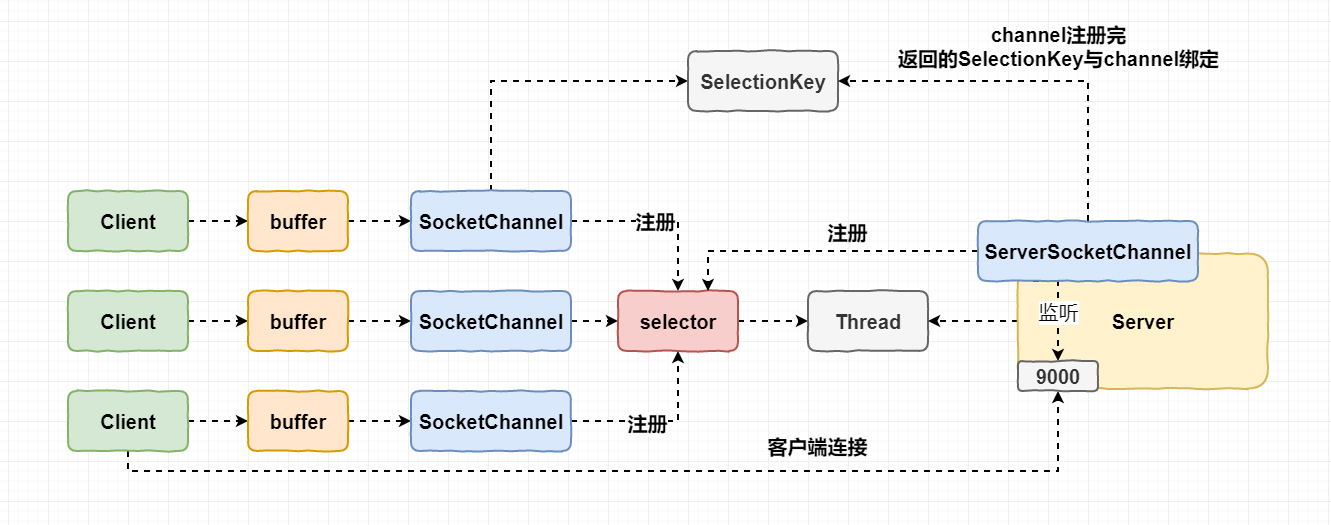 channel注册完
返回的SelectionKey与channel绑定
SelectionKey
Client
buffer
SocketChannel
注册
注册
ServerSocketChannel
Client
buffer
SocketChannel
selector
Thread
监听
Server
9000
Client
buffer
SocketChannel
注册
客户端连接